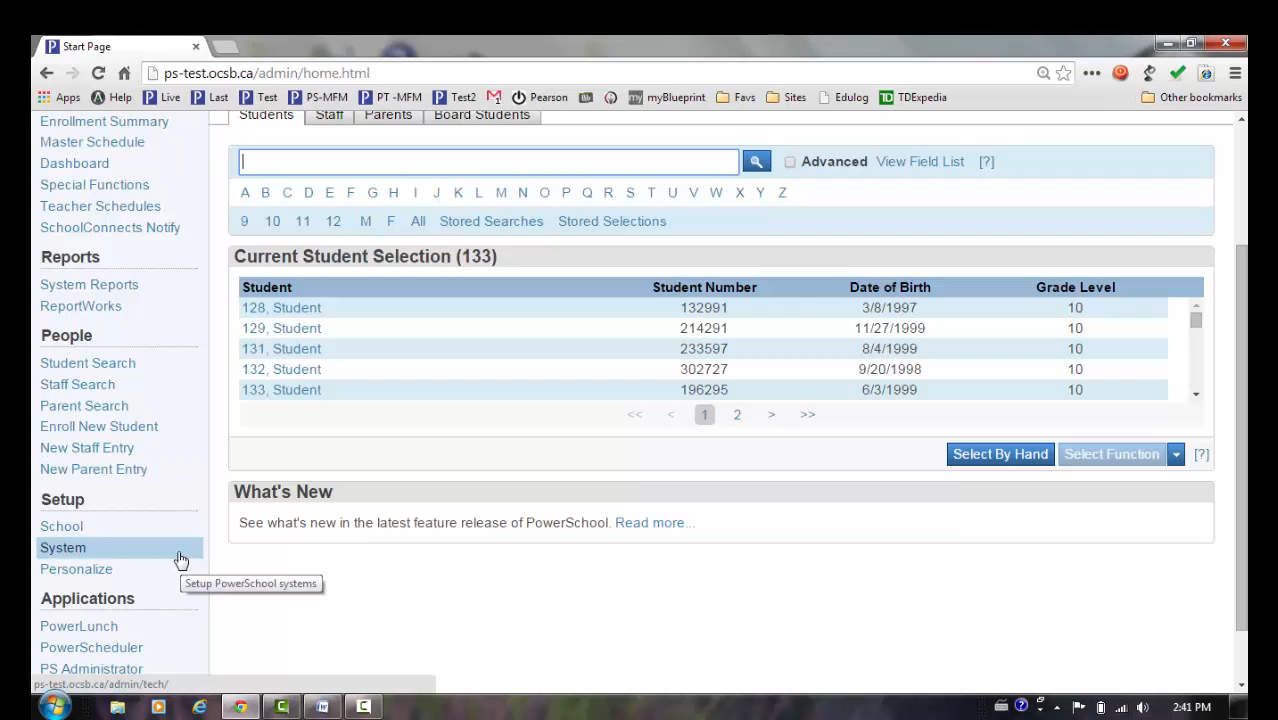 Start Page
ps-test.ocsb.ca/admin/home.html
Apps Help Live Last Test PS-MFM PT -MFM Test2 Pearson my myBlueprint Favs Sites Edulog TD TDExpedia Other bookmarks
Enrollment Summary
Master Schedule
Dashboard
Special Functions
Teacher Schedules
SchoolConnects Notify
Reports
System Reports
ReportWorks
People
Student Search
Staff Search
Parent Search
Enroll New Student
New Staff Entry
New Parent Entry
Setup
School
System
Personalize
Setup PowerSchool systems
Applications
PowerLunch
PowerScheduler
PS Administrator
ps-test.ocsb.ca/admin/tech/
Students Staff Parents Board Students
Advanced View Field List [?]
A B C D E F G H I J K L M N O P Q R S T U V W X Y Z
9 10 11 12 M F All Stored Searches Stored Selections
Current Student Selection (133)
Student Student Number Date of Birth Grade Level
128, Student 132991 3/8/1997 10
129, Student 214291 11/27/1999 10
131, Student 233597 8/4/1999 10
132, Student 302727 9/20/1998 10
133, Student 196295 6/3/1999 10
<< < 1 2 > >>
Select By Hand Select Function [?]
What's New
See what's new in the latest feature release of PowerSchool. Read more...
2:41 PM